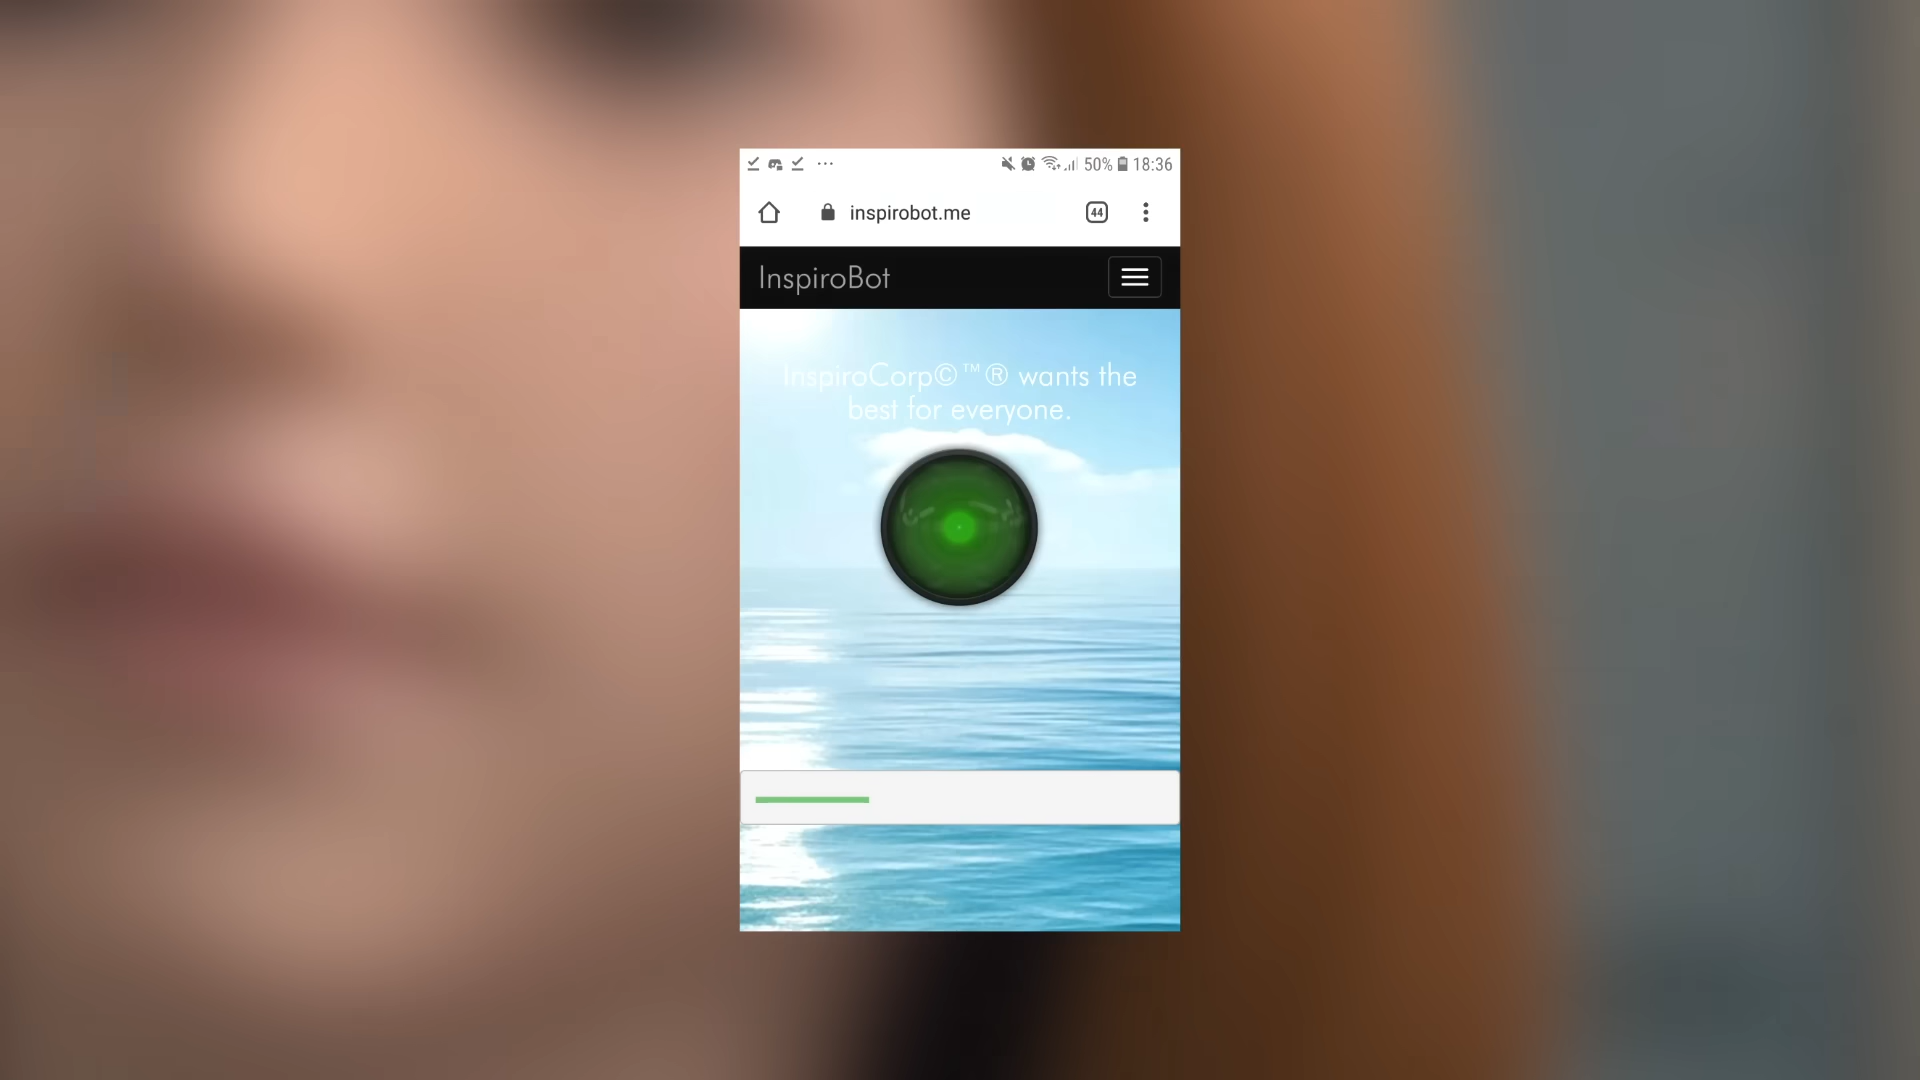 50% 18:36
inspirobot.me 44
InspiroBot
InspiroCorp©™® wants the
best for everyone.